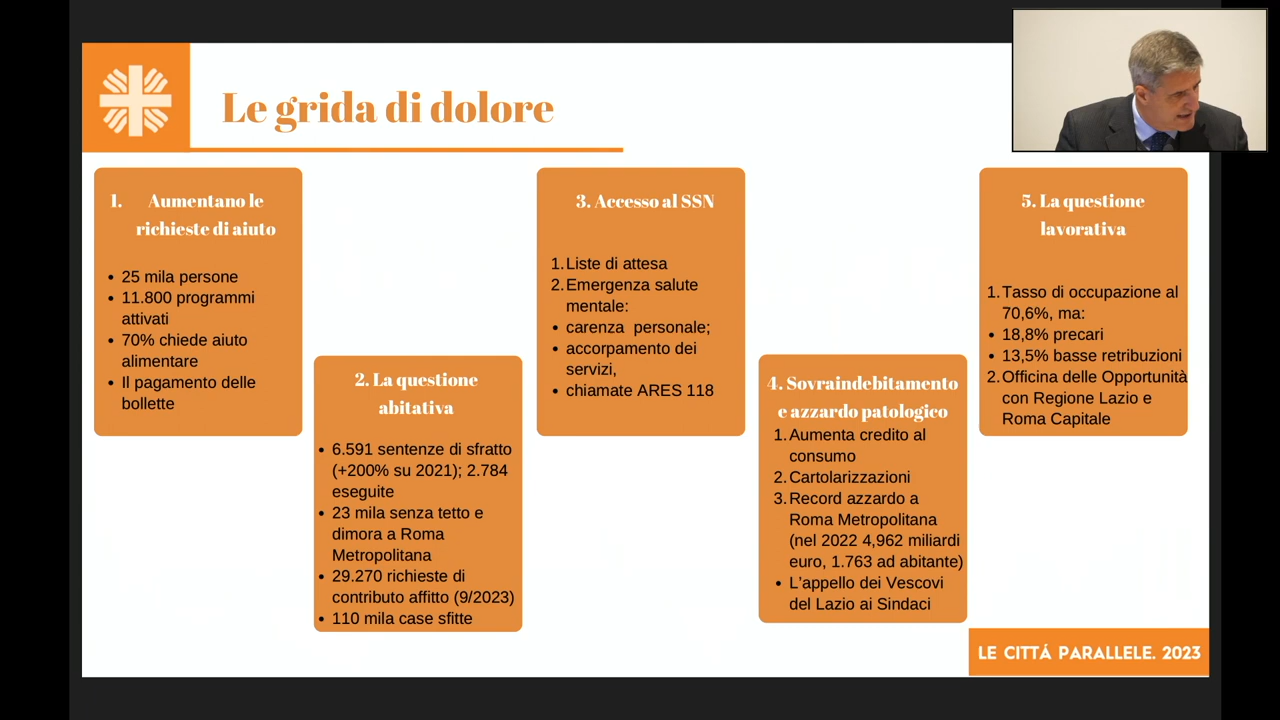 Le grida di dolore
1. Aumentano le
richieste di aiuto
• 25 mila persone
• 11.800 programmi
attivati
• 70% chiede aiuto
alimentare
• Il pagamento delle
bollette
2. La questione
abitativa
• 6.591 sentenze di sfratto
(+200% su 2021); 2.784
eseguite
• 23 mila senza tetto e
dimora a Roma
Metropolitana
• 29.270 richieste di
contributo affitto (9/2023)
• 110 mila case sfitte
3. Accesso al SSN
1. Liste di attesa
2. Emergenza salute
mentale:
• carenza personale;
• accorpamento dei
servizi,
• chiamate ARES 118
4. Sovraindebitamento
e azzardo patologico
1. Aumenta credito al
consumo
2. Cartolarizzazioni
3. Record azzardo a
Roma Metropolitana
(nel 2022 4,962 miliardi
euro, 1.763 ad abitante)
• L'appello dei Vescovi
del Lazio ai Sindaci
5. La questione
lavorativa
1. Tasso di occupazione al
70,6%, ma:
• 18,8% precari
• 13,5% basse retribuzioni
2. Officina delle Opportunità
con Regione Lazio e
Roma Capitale
LE CITTÁ PARALLELE. 2023